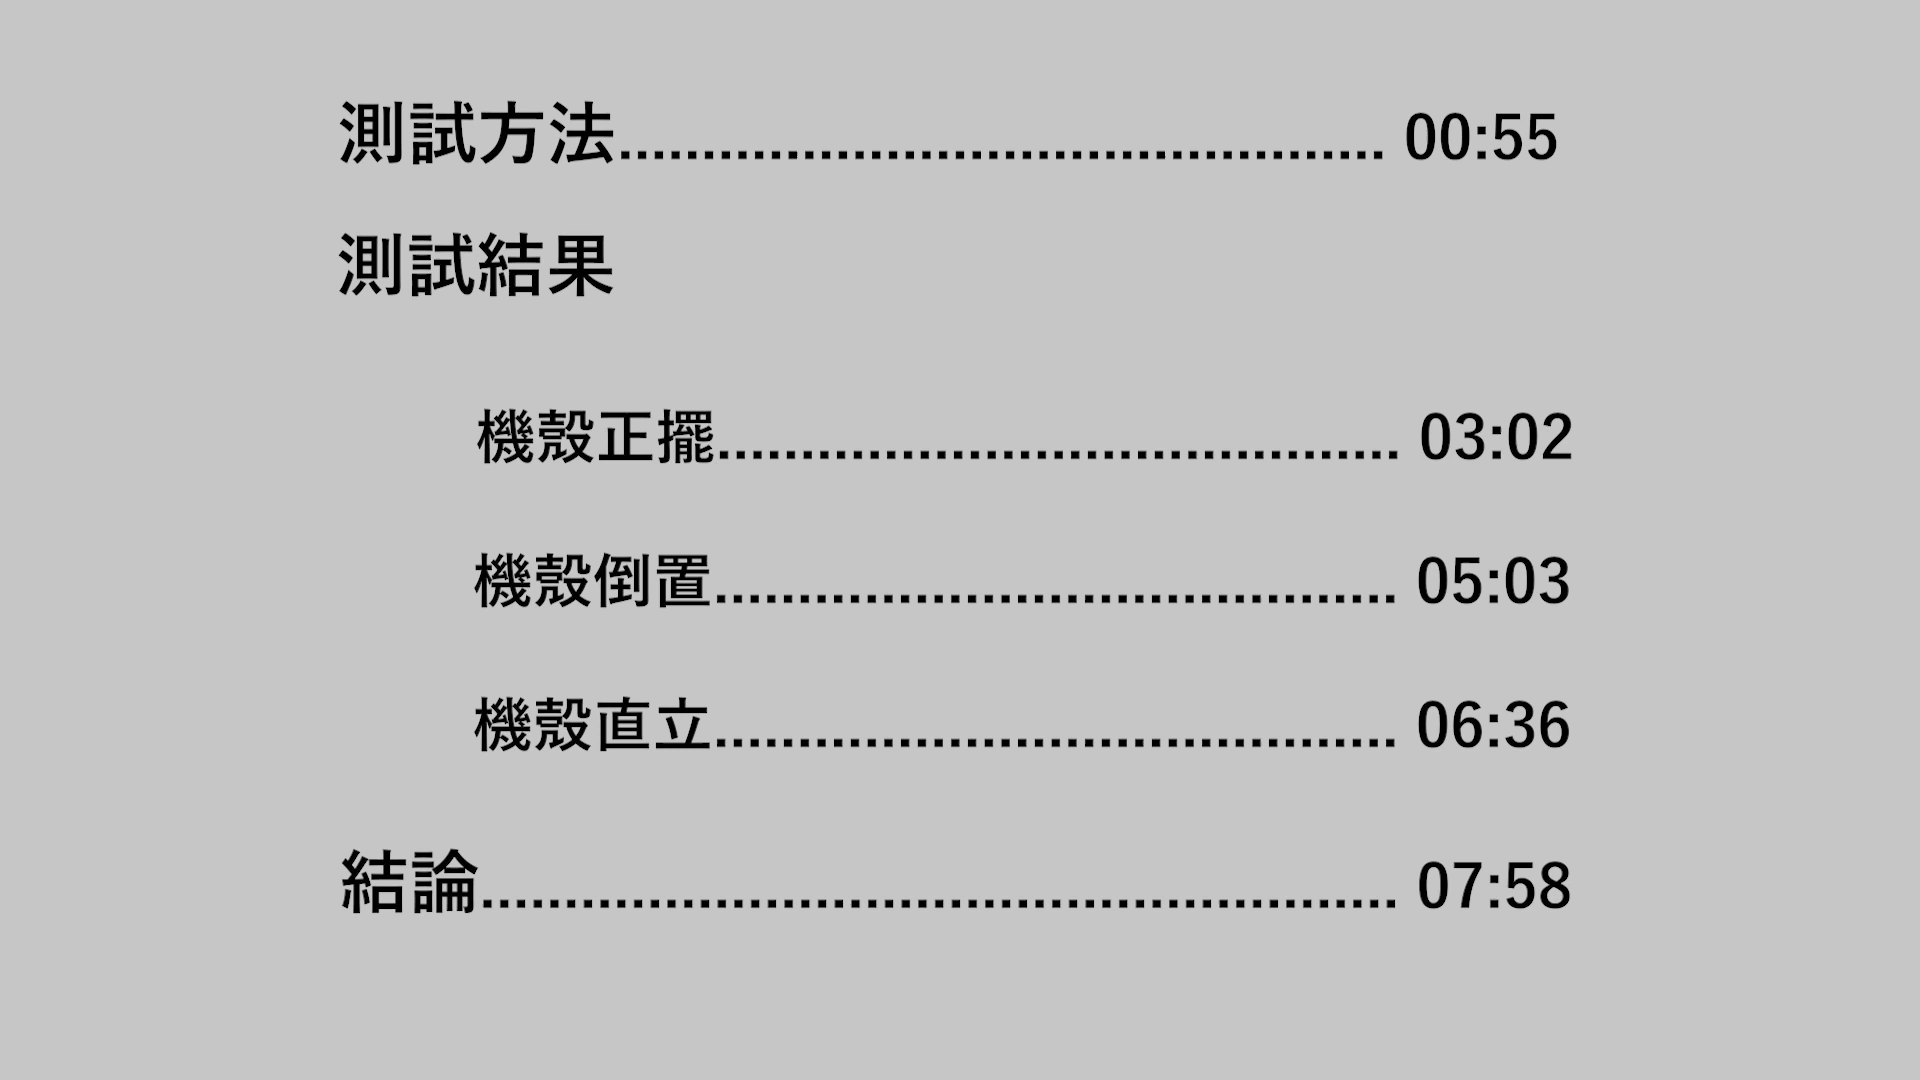 測試方法.............................................. 00:55
測試結果
機殼正擺......................................... 03:02
機殼倒置......................................... 05:03
機殼直立......................................... 06:36
結論....................................................... 07:58